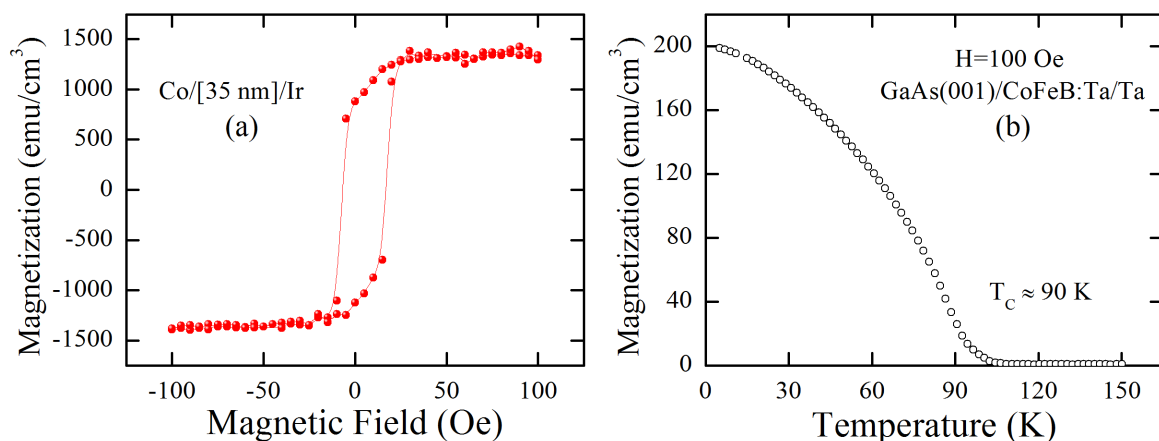 1500
1000
500
0
-500
-1000
-1500
Magnetization (emu/cm³)
Co/[35 nm]/Ir
(a)
-100 -50 0 50 100
Magnetic Field (Oe)
200
160
120
80
40
0
Magnetization (emu/cm³)
H=100 Oe
GaAs(001)/CoFeB:Ta/Ta
(b)
T_C ≈ 90 K
0 30 60 90 120 150
Temperature (K)